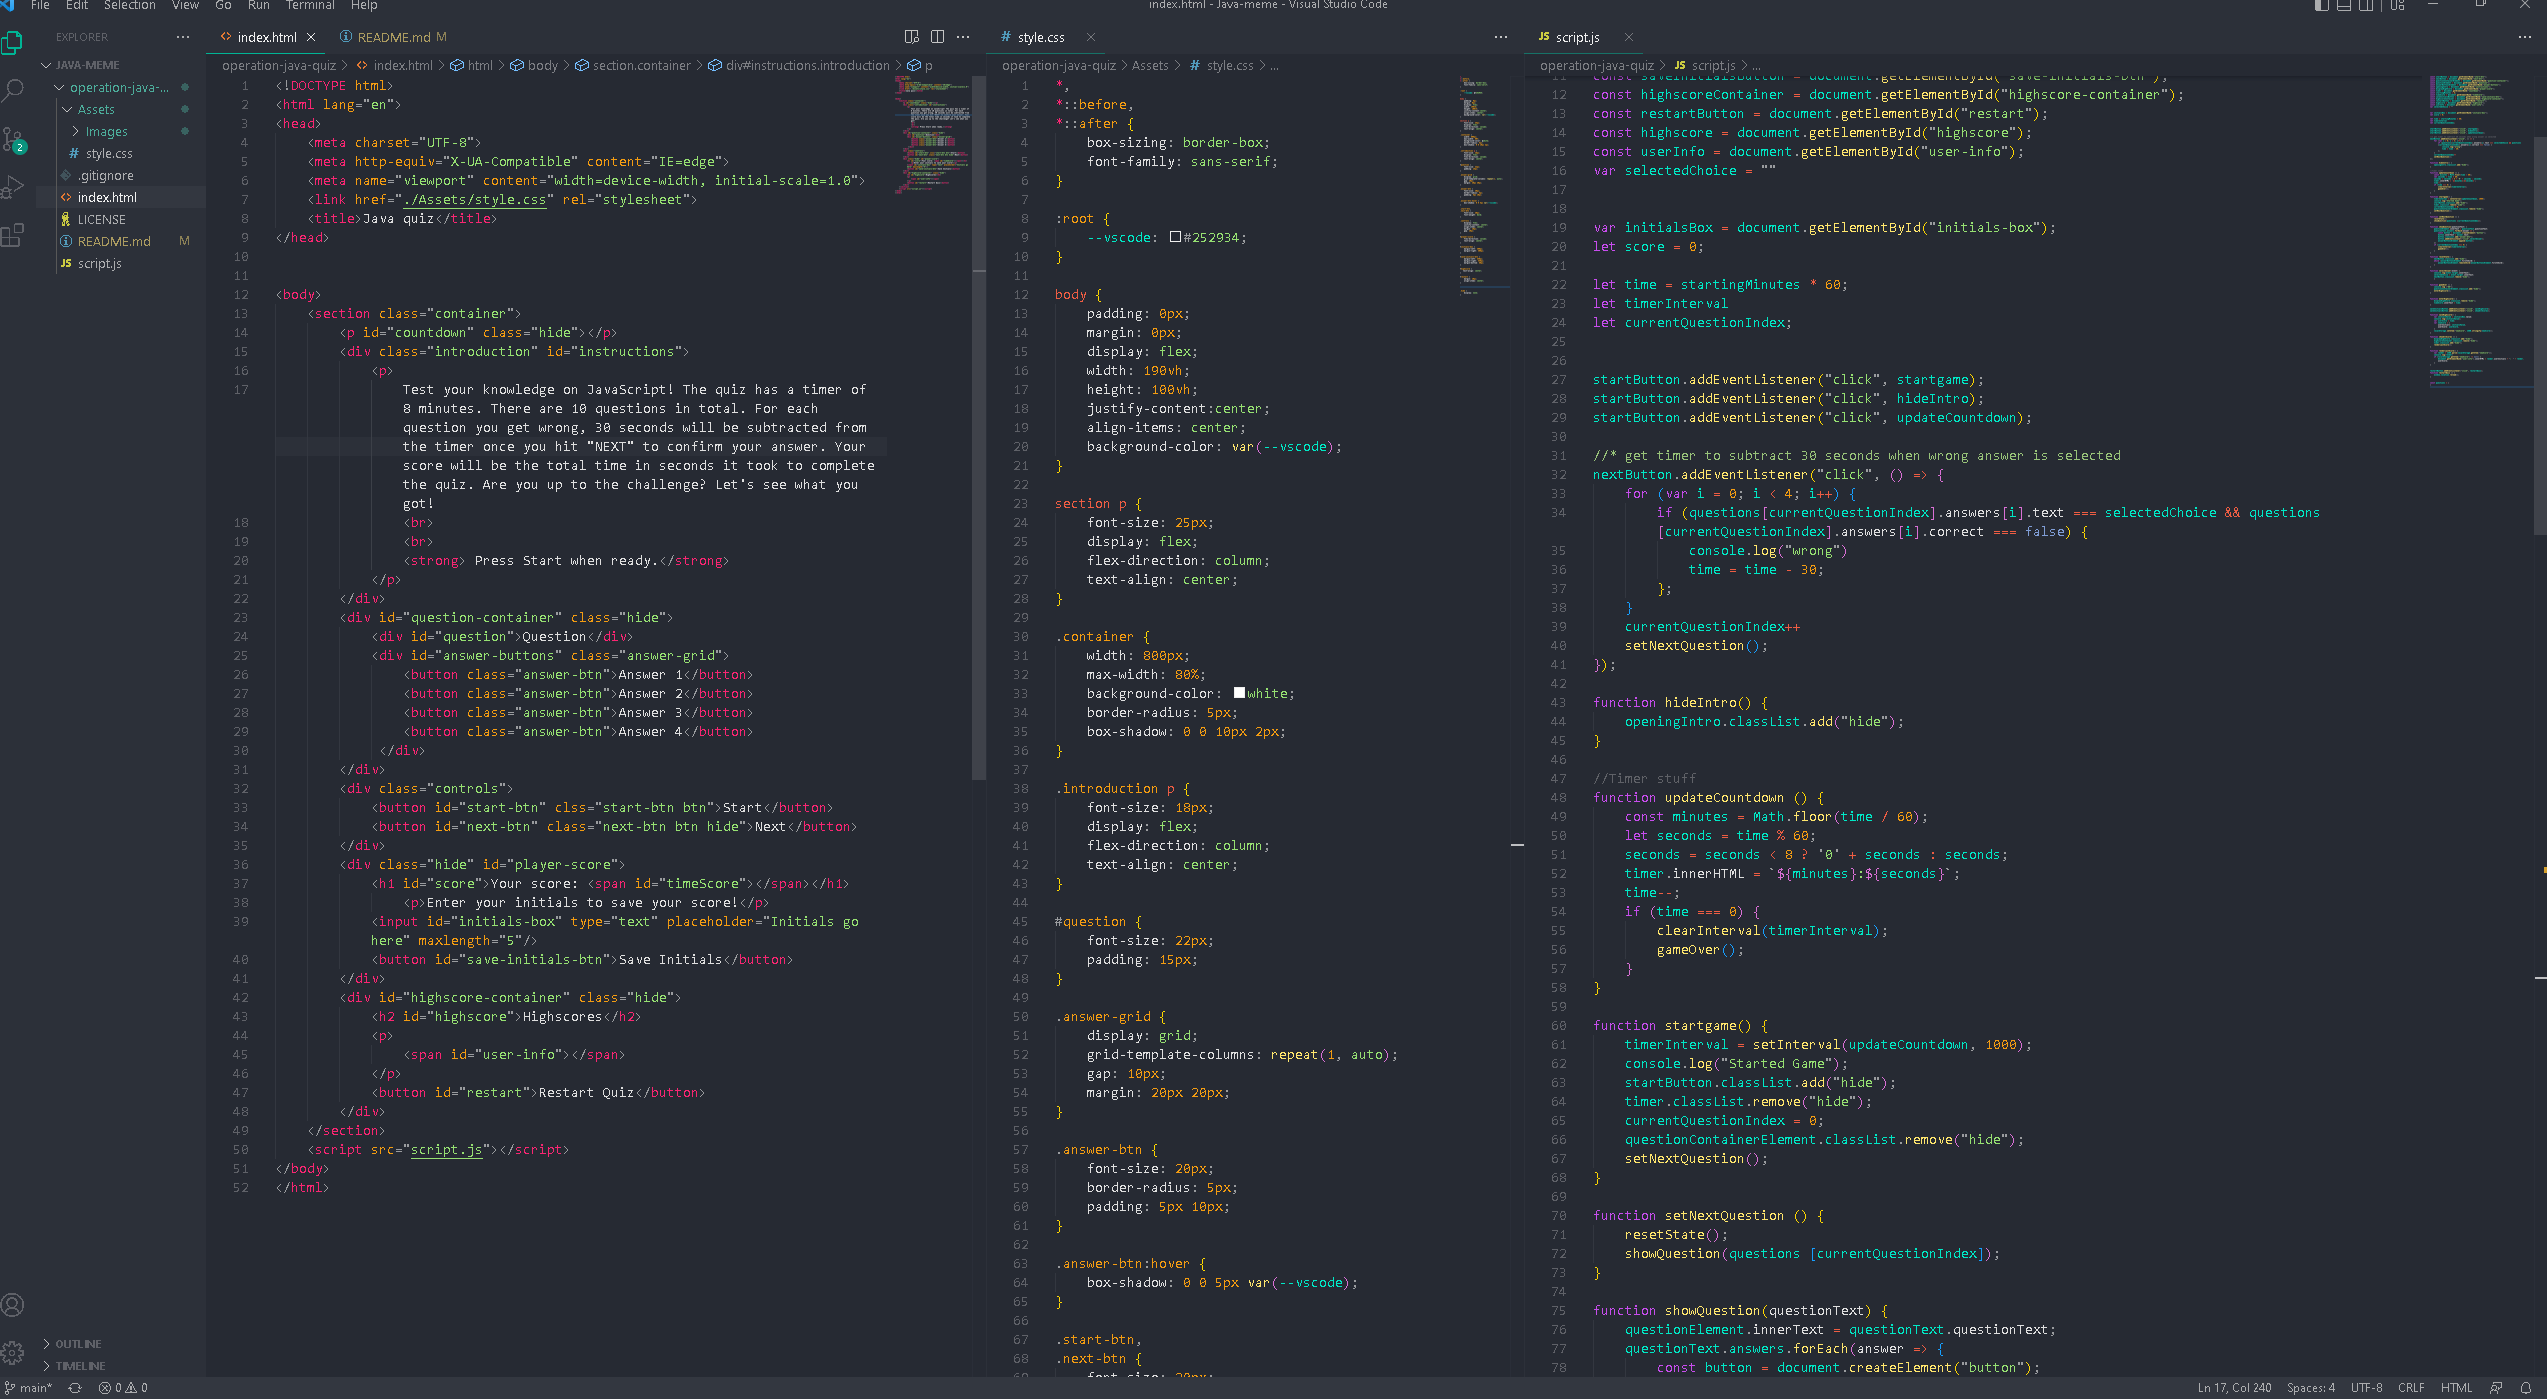 File Edit Selection View Go Run Terminal Help
index.html - Java-meme - Visual Studio Code
EXPLORER
JAVA-MEME
operation-java-...
Assets
Images
style.css
.gitignore
index.html
LICENSE
README.md M
script.js
2
OUTLINE
TIMELINE
index.html
README.md M
operation-java-quiz > index.html > html > body > section.container > div#instructions.introduction > p
1 <!DOCTYPE html>
2 <html lang="en">
3 <head>
4 <meta charset="UTF-8">
5 <meta http-equiv="X-UA-Compatible" content="IE=edge">
6 <meta name="viewport" content="width=device-width, initial-scale=1.0">
7 <link href="./Assets/style.css" rel="stylesheet">
8 <title>Java quiz</title>
9 </head>
10
11
12 <body>
13 <section class="container">
14 <p id="countdown" class="hide"></p>
15 <div class="introduction" id="instructions">
16 <p>
17 Test your knowledge on JavaScript! The quiz has a timer of
8 minutes. There are 10 questions in total. For each
question you get wrong, 30 seconds will be subtracted from
the timer once you hit "NEXT" to confirm your answer. Your
score will be the total time in seconds it took to complete
the quiz. Are you up to the challenge? Let's see what you
got!
18 <br>
19 <br>
20 <strong> Press Start when ready.</strong>
21 </p>
22 </div>
23 <div id="question-container" class="hide">
24 <div id="question">Question</div>
25 <div id="answer-buttons" class="answer-grid">
26 <button class="answer-btn">Answer 1</button>
27 <button class="answer-btn">Answer 2</button>
28 <button class="answer-btn">Answer 3</button>
29 <button class="answer-btn">Answer 4</button>
30 </div>
31 </div>
32 <div class="controls">
33 <button id="start-btn" clss="start-btn btn">Start</button>
34 <button id="next-btn" class="next-btn btn hide">Next</button>
35 </div>
36 <div class="hide" id="player-score">
37 <h1 id="score">Your score: <span id="timeScore"></span></h1>
38 <p>Enter your initials to save your score!</p>
39 <input id="initials-box" type="text" placeholder="Initials go
here" maxlength="5"/>
40 <button id="save-initials-btn">Save Initials</button>
41 </div>
42 <div id="highscore-container" class="hide">
43 <h2 id="highscore">Highscores</h2>
44 <p>
45 <span id="user-info"></span>
46 </p>
47 <button id="restart">Restart Quiz</button>
48 </div>
49 </section>
50 <script src="script.js"></script>
51 </body>
52 </html>
style.css
operation-java-quiz > Assets > style.css > ...
1 *,
2 *::before,
3 *::after {
4 box-sizing: border-box;
5 font-family: sans-serif;
6 }
7
8 :root {
9 --vscode: #252934;
10 }
11
12 body {
13 padding: 0px;
14 margin: 0px;
15 display: flex;
16 width: 190vh;
17 height: 100vh;
18 justify-content:center;
19 align-items: center;
20 background-color: var(--vscode);
21 }
22
23 section p {
24 font-size: 25px;
25 display: flex;
26 flex-direction: column;
27 text-align: center;
28 }
29
30 .container {
31 width: 800px;
32 max-width: 80%;
33 background-color: white;
34 border-radius: 5px;
35 box-shadow: 0 0 10px 2px;
36 }
37
38 .introduction p {
39 font-size: 18px;
40 display: flex;
41 flex-direction: column;
42 text-align: center;
43 }
44
45 #question {
46 font-size: 22px;
47 padding: 15px;
48 }
49
50 .answer-grid {
51 display: grid;
52 grid-template-columns: repeat(1, auto);
53 gap: 10px;
54 margin: 20px 20px;
55 }
56
57 .answer-btn {
58 font-size: 20px;
59 border-radius: 5px;
60 padding: 5px 10px;
61 }
62
63 .answer-btn:hover {
64 box-shadow: 0 0 5px var(--vscode);
65 }
66
67 .start-btn,
68 .next-btn {
69 font-size: 20px;
JS script.js
operation-java-quiz > JS script.js > ...
11 const saveInitialsButton = document.getElementById("save-initials-btn");
12 const highscoreContainer = document.getElementById("highscore-container");
13 const restartButton = document.getElementById("restart");
14 const highscore = document.getElementById("highscore");
15 const userInfo = document.getElementById("user-info");
16 var selectedChoice = ""
17
18
19 var initialsBox = document.getElementById("initials-box");
20 let score = 0;
21
22 let time = startingMinutes * 60;
23 let timerInterval
24 let currentQuestionIndex;
25
26
27 startButton.addEventListener("click", startgame);
28 startButton.addEventListener("click", hideIntro);
29 startButton.addEventListener("click", updateCountdown);
30
31 //* get timer to subtract 30 seconds when wrong answer is selected
32 nextButton.addEventListener("click", () => {
33 for (var i = 0; i < 4; i++) {
34 if (questions[currentQuestionIndex].answers[i].text === selectedChoice && questions
[currentQuestionIndex].answers[i].correct === false) {
35 console.log("wrong")
36 time = time - 30;
37 };
38 }
39 currentQuestionIndex++
40 setNextQuestion();
41 });
42
43 function hideIntro() {
44 openingIntro.classList.add("hide");
45 }
46
47 //Timer stuff
48 function updateCountdown () {
49 const minutes = Math.floor(time / 60);
50 let seconds = time % 60;
51 seconds = seconds < 8 ? '0' + seconds : seconds;
52 timer.innerHTML = `${minutes}:${seconds}`;
53 time--;
54 if (time === 0) {
55 clearInterval(timerInterval);
56 gameOver();
57 }
58 }
59
60 function startgame() {
61 timerInterval = setInterval(updateCountdown, 1000);
62 console.log("Started Game");
63 startButton.classList.add("hide");
64 timer.classList.remove("hide");
65 currentQuestionIndex = 0;
66 questionContainerElement.classList.remove("hide");
67 setNextQuestion();
68 }
69
70 function setNextQuestion () {
71 resetState();
72 showQuestion(questions [currentQuestionIndex]);
73 }
74
75 function showQuestion(questionText) {
76 questionElement.innerText = questionText.questionText;
77 questionText.answers.forEach(answer => {
78 const button = document.createElement("button");
main* 0 0
Ln 17, Col 240 Spaces: 4 UTF-8 CRLF HTML